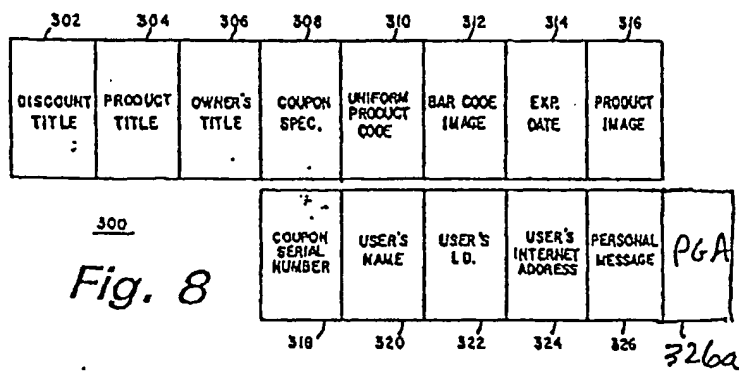 302 304 306 308 310 312 314 316
DISCOUNT TITLE
PRODUCT TITLE
OWNER'S TITLE
COUPON SPEC.
UNIFORM PRODUCT CODE
BAR CODE IMAGE
EXP. DATE
PRODUCT IMAGE
300
Fig. 8
COUPON SERIAL NUMBER
USER'S NAME
USER'S I.D.
USER'S INTERNET ADDRESS
PERSONAL MESSAGE
PGA
318 320 322 324 326 326a